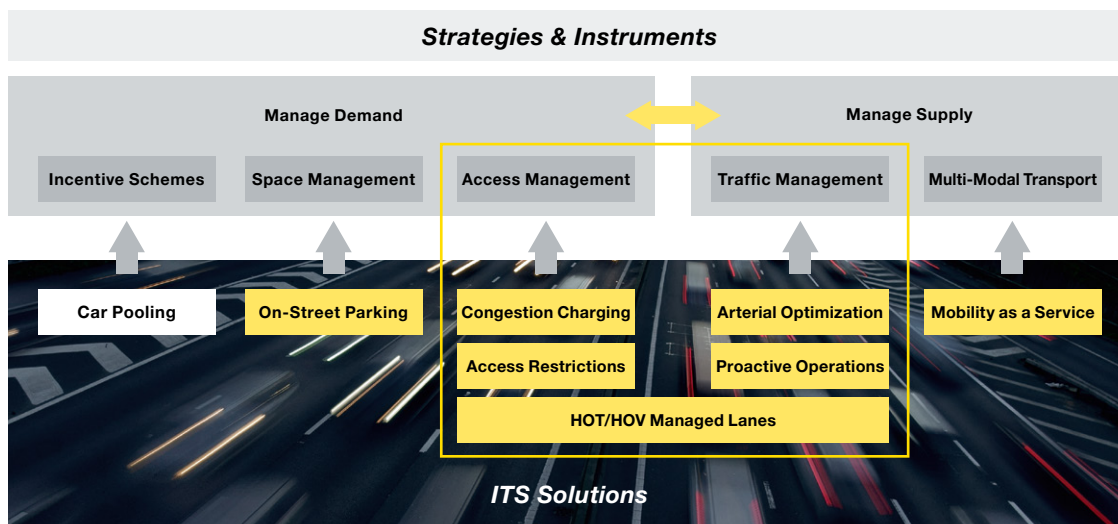 Strategies & Instruments
Manage Demand
Manage Supply
Incentive Schemes
Space Management
Access Management
Traffic Management
Multi-Modal Transport
Car Pooling
On-Street Parking
Congestion Charging
Arterial Optimization
Mobility as a Service
Access Restrictions
Proactive Operations
HOT/HOV Managed Lanes
ITS Solutions